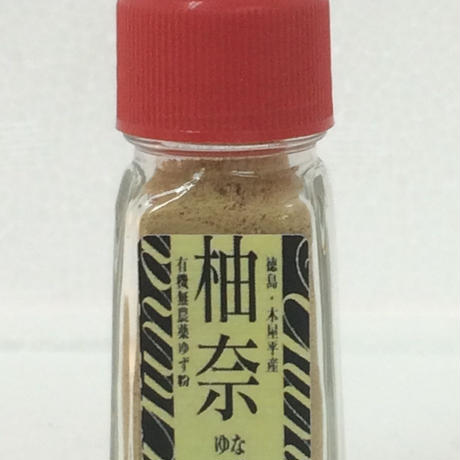 徳島・木屋平産
柚奈
ゆな
有機無農薬ゆず粉